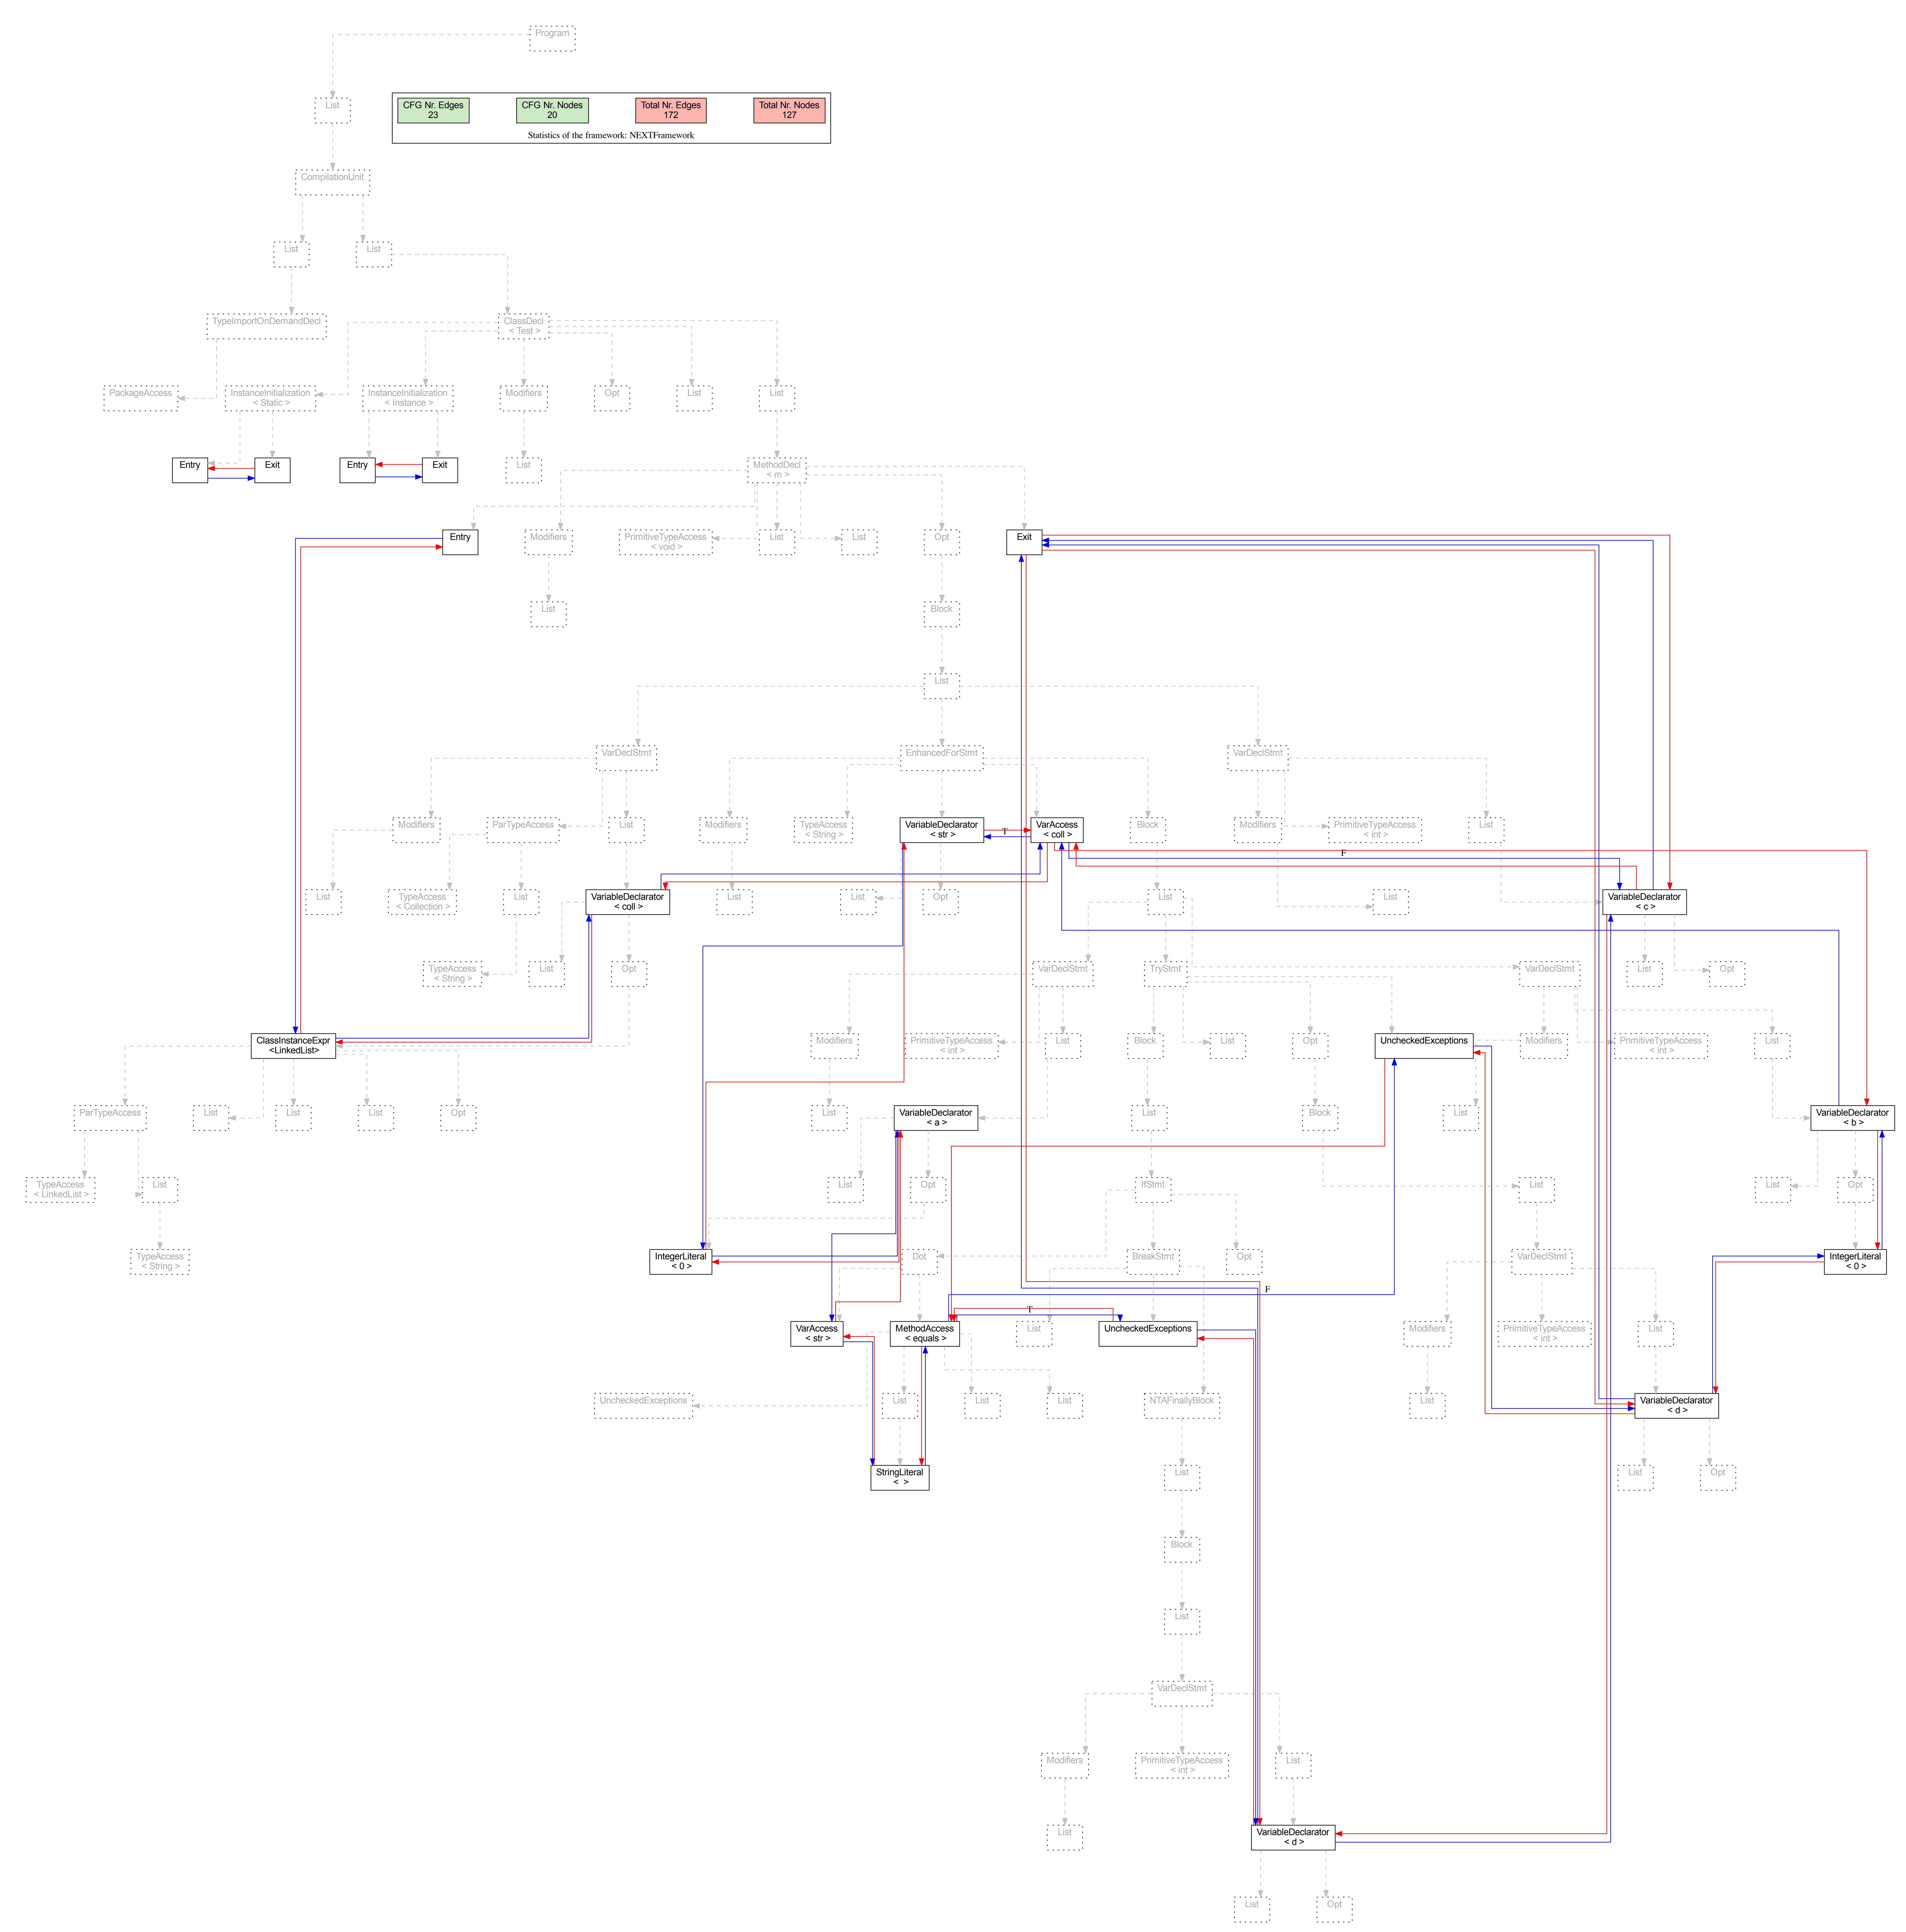 Program
List
CFG Nr. Edges
23
CFG Nr. Nodes
20
Total Nr. Edges
172
Total Nr. Nodes
127
Statistics of the framework: NEXTFramework
CompilationUnit
List
List
TypeImportOnDemandDecl
ClassDecl
< Test >
PackageAccess
InstanceInitialization
< Static >
InstanceInitialization
< Instance >
Modifiers
Opt
List
List
Entry
Exit
Entry
Exit
List
MethodDecl
< m >
Entry
Modifiers
PrimitiveTypeAccess
< void >
List
List
Opt
Exit
List
Block
List
VarDeclStmt
EnhancedForStmt
VarDeclStmt
Modifiers
ParTypeAccess
List
Modifiers
TypeAccess
< String >
VariableDeclarator
< str >
T
VarAccess
< coll >
Block
Modifiers
PrimitiveTypeAccess
< int >
List
F
List
TypeAccess
< Collection >
List
VariableDeclarator
< coll >
List
List
Opt
List
List
VariableDeclarator
< c >
TypeAccess
< String >
List
Opt
VarDeclStmt
TryStmt
VarDeclStmt
List
Opt
ClassInstanceExpr
<LinkedList>
Modifiers
PrimitiveTypeAccess
< int >
List
Block
List
Opt
UncheckedExceptions
Modifiers
PrimitiveTypeAccess
< int >
List
ParTypeAccess
List
List
List
Opt
List
VariableDeclarator
< a >
List
Block
List
VariableDeclarator
< b >
TypeAccess
< LinkedList >
List
List
Opt
IfStmt
List
List
Opt
TypeAccess
< String >
IntegerLiteral
< 0 >
Dot
BreakStmt
Opt
VarDeclStmt
IntegerLiteral
< 0 >
F
T
VarAccess
< str >
MethodAccess
< equals >
List
UncheckedExceptions
Modifiers
PrimitiveTypeAccess
< int >
List
UncheckedExceptions
List
List
List
NTAFinallyBlock
List
VariableDeclarator
< d >
StringLiteral
<  >
List
List
Opt
Block
List
VarDeclStmt
Modifiers
PrimitiveTypeAccess
< int >
List
List
VariableDeclarator
< d >
List
Opt